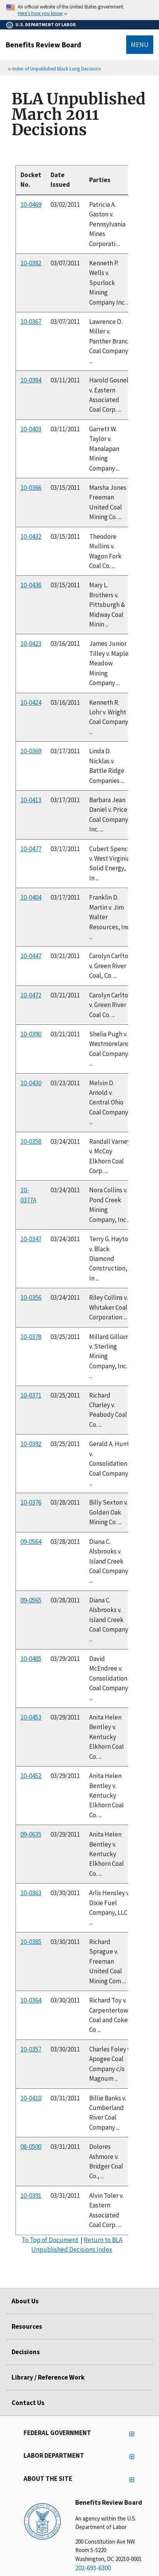 An official website of the United States government.
Here's how you know
U.S. DEPARTMENT OF LABOR
Benefits Review Board
MENU
« Index of Unpublished Black Lung Decisions
BLA Unpublished
March 2011
Decisions
Docket No. Date Issued Parties
10-0469 03/02/2011 Patricia A. Gaston v. Pennsylvania Mines Corporati ...
10-0382 03/07/2011 Kenneth P. Wells v. Spurlock Mining Company Inc. ...
10-0367 03/07/2011 Lawrence D. Miller v. Panther Branc Coal Company ...
10-0384 03/11/2011 Harold Gosnel v. Eastern Associated Coal Corp. ...
10-0403 03/11/2011 Garrett W. Taylor v. Manalapan Mining Company ...
10-0366 03/15/2011 Marsha Jones Freeman United Coal Mining Co. ...
10-0432 03/15/2011 Theodore Mullins v. Wagon Fork Coal Co. ...
10-0436 03/15/2011 Mary L. Brothers v. Pittsburgh & Midway Coal Minin ...
10-0423 03/16/2011 James Junior Tilley v. Maple Meadow Mining Company ...
10-0424 03/16/2011 Kenneth R. Lohr v. Wright Coal Company ...
10-0369 03/17/2011 Linda D. Nicklas v. Battle Ridge Companies ...
10-0413 03/17/2011 Barbara Jean Daniel v. Price Coal Company Inc. ...
10-0477 03/17/2011 Cubert Spenc v. West Virginia Solid Energy, In ...
10-0404 03/17/2011 Franklin D. Martin v. Jim Walter Resources, Inc ...
10-0447 03/21/2011 Carolyn Carlto v. Green River Coal, Co. ...
10-0472 03/21/2011 Carolyn Carlto v. Green River Coal Co. ...
10-0390 03/21/2011 Shelia Pugh v. Westmoreland Coal Company ...
10-0430 03/23/2011 Melvin D. Arnold v. Central Ohio Coal Company ...
10-0358 03/24/2011 Randall Varney v. McCoy Elkhorn Coal Corp. ...
10-0377A 03/24/2011 Nora Collins v. Pond Creek Mining Company, Inc ...
10-0347 03/24/2011 Terry G. Hayto v. Black Diamond Construction, In ...
10-0356 03/24/2011 Riley Collins v. Whitaker Coal Corporation ...
10-0378 03/25/2011 Millard Gilliam v. Sterling Mining Company, Inc. ...
10-0371 03/25/2011 Richard Charley v. Peabody Coal Co. ...
10-0392 03/25/2011 Gerald A. Hunt v. Consolidation Coal Company ...
10-0376 03/28/2011 Billy Sexton v. Golden Oak Mining Co. ...
09-0564 03/28/2011 Diana C. Alsbrooks v. Island Creek Coal Company ...
09-0565 03/28/2011 Diana C. Alsbrooks v. Island Creek Coal Company ...
10-0485 03/29/2011 David McEndree v. Consolidation Coal Company ...
10-0453 03/29/2011 Anita Helen Bentley v. Kentucky Elkhorn Coal Co. ...
10-0452 03/29/2011 Anita Helen Bentley v. Kentucky Elkhorn Coal Co. ...
09-0635 03/29/2011 Anita Helen Bentley v. Kentucky Elkhorn Coal Co. ...
10-0363 03/30/2011 Arlis Hensley v. Dixie Fuel Company, LLC ...
10-0385 03/30/2011 Richard Sprague v. Freeman United Coal Mining Com ...
10-0364 03/30/2011 Richard Toy v. Carpentertow Coal and Coke Co ...
10-0357 03/30/2011 Charles Foley v Apogee Coal Company c/o Magnum ...
10-0410 03/31/2011 Billie Banks v. Cumberland River Coal Company ...
08-0500 03/31/2011 Dolores Ashmore v. Bridger Coal Co., ...
10-0391 03/31/2011 Alvin Toler v. Eastern Associated Coal Corp. ...
To Top of Document | Return to BLA
Unpublished Decisions Index
About Us
Resources
Decisions
Library / Reference Work
Contact Us
FEDERAL GOVERNMENT
LABOR DEPARTMENT
ABOUT THE SITE
Benefits Review Board
An agency within the U.S.
Department of Labor
200 Constitution Ave NW
Room S-5220
Washington, DC 20210-0001
202-693-6300